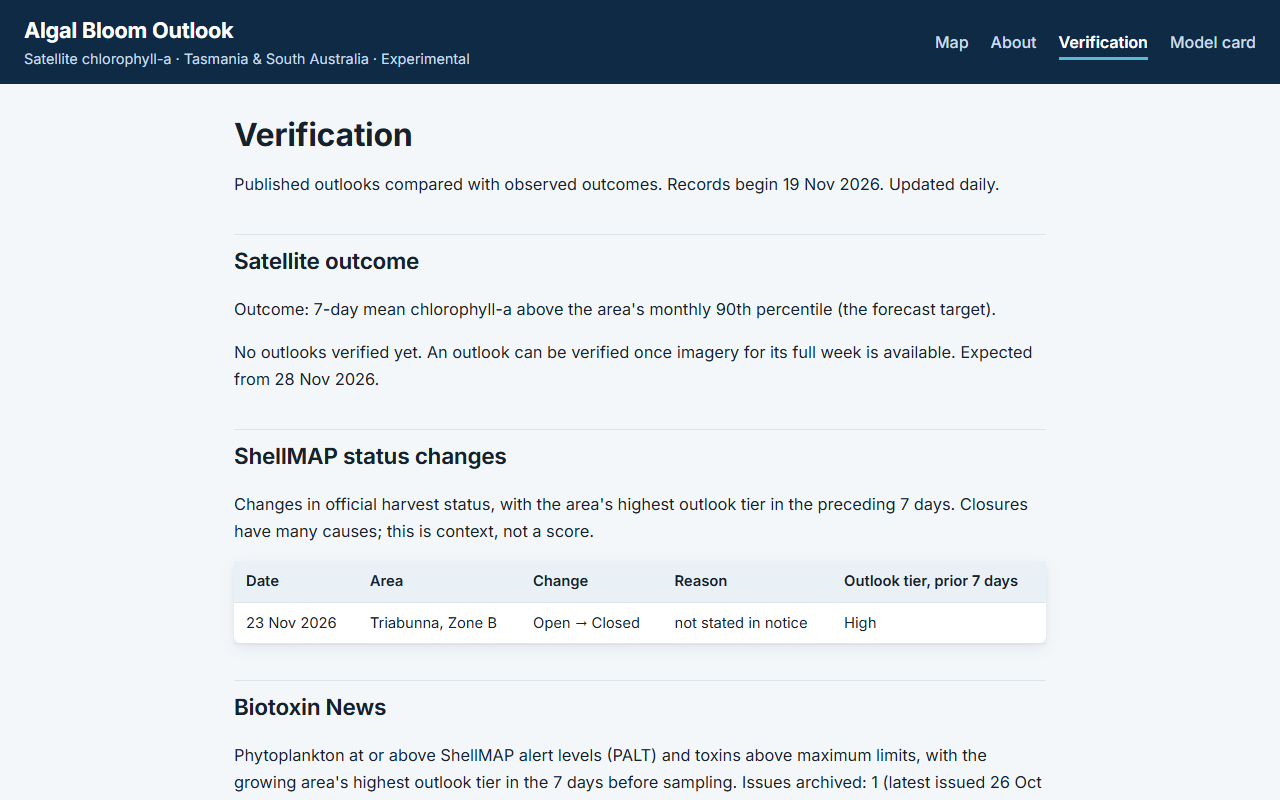 Algal Bloom Outlook
Satellite chlorophyll-a · Tasmania & South Australia · Experimental
Map About Verification Model card
Verification
Published outlooks compared with observed outcomes. Records begin 19 Nov 2026. Updated daily.
Satellite outcome
Outcome: 7-day mean chlorophyll-a above the area's monthly 90th percentile (the forecast target).
No outlooks verified yet. An outlook can be verified once imagery for its full week is available. Expected
from 28 Nov 2026.
ShellMAP status changes
Changes in official harvest status, with the area's highest outlook tier in the preceding 7 days. Closures
have many causes; this is context, not a score.
Date Area Change Reason Outlook tier, prior 7 days
23 Nov 2026 Triabunna, Zone B Open → Closed not stated in notice High
Biotoxin News
Phytoplankton at or above ShellMAP alert levels (PALT) and toxins above maximum limits, with the
growing area's highest outlook tier in the 7 days before sampling. Issues archived: 1 (latest issued 26 Oct